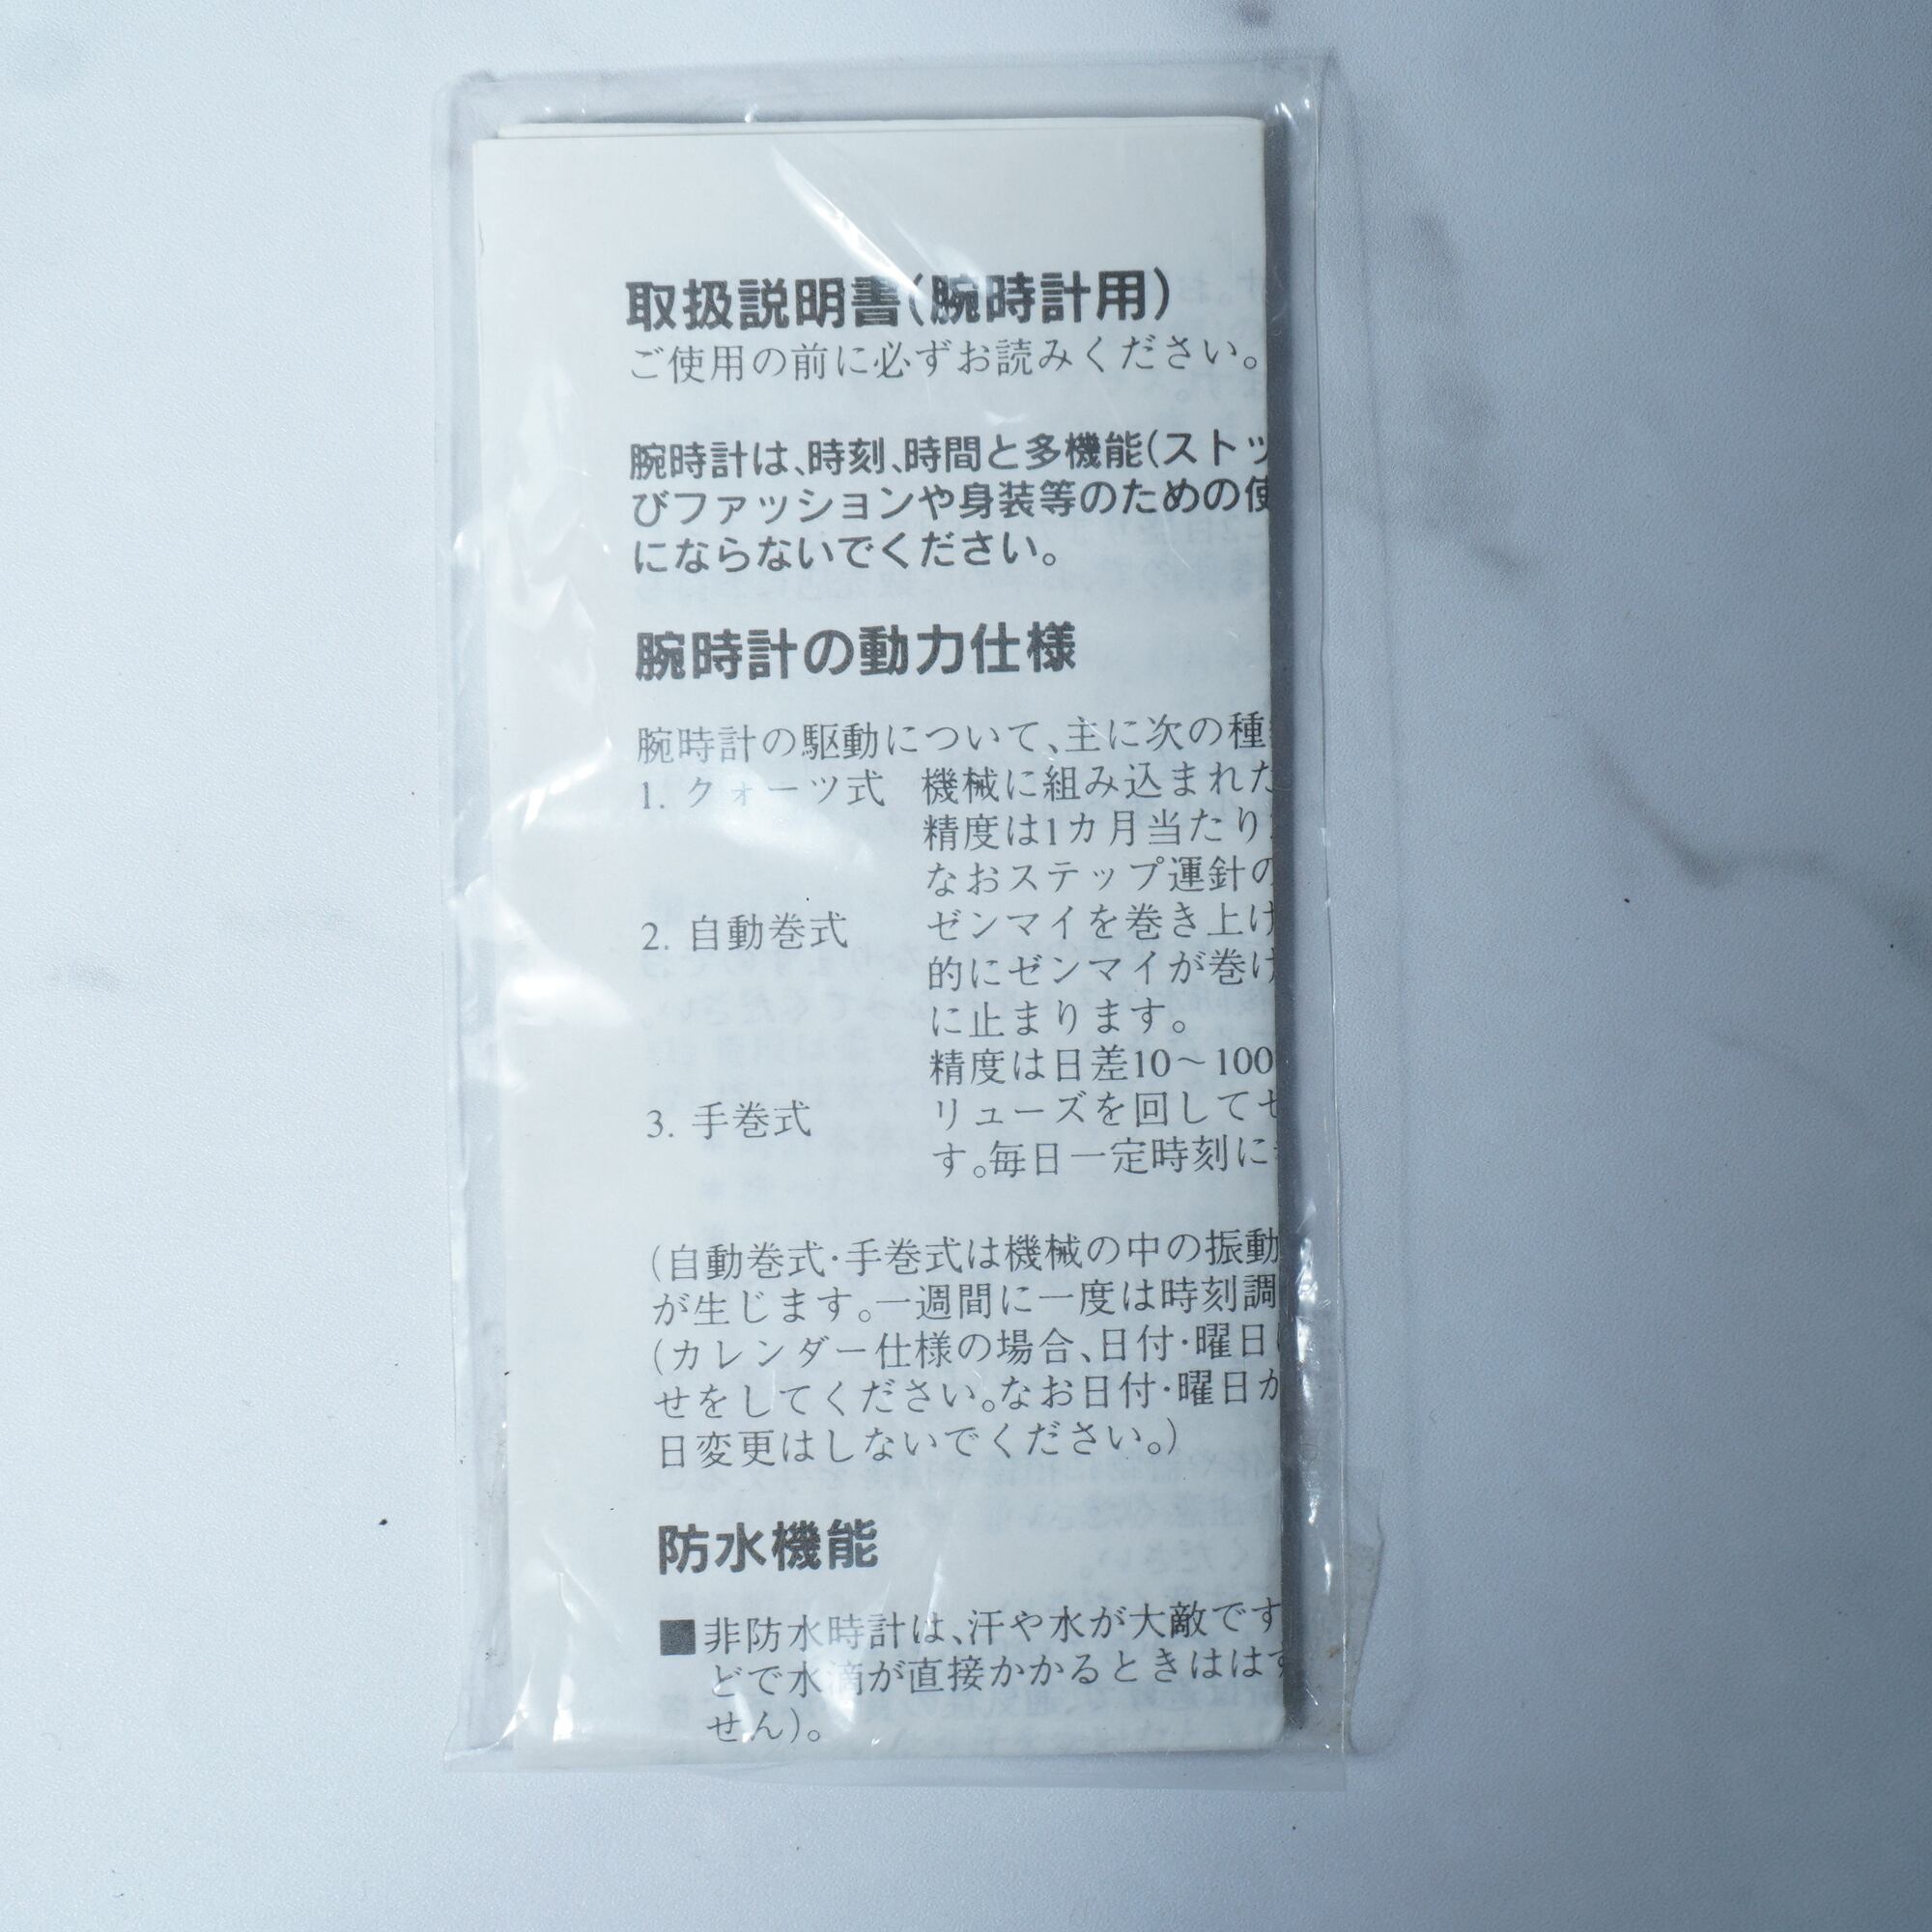 取扱説明書(腕時計用)
ご使用の前に必ずお読みください。
腕時計は、時刻、時間と多機能(ストッ
びファッションや身装等のための使
にならないでください。
腕時計の動力仕様
腕時計の駆動について、主に次の種
1. クォーツ式 機械に組み込まれた
精度は1カ月当たり
なおステップ運針の
2. 自動巻式 ゼンマイを巻き上げ
的にゼンマイが巻け
に止まります。
精度は日差10～100
3. 手巻式 リューズを回してゼ
す。毎日一定時刻に
(自動巻式·手巻式は機械の中の振動
が生じます。一週間に一度は時刻調
(カレンダー仕様の場合、日付·曜日
せをしてください。なお日付·曜日が
日変更はしないでください。)
防水機能
■非防水時計は、汗や水が大敵です
どで水滴が直接かかるときははず
せん)。